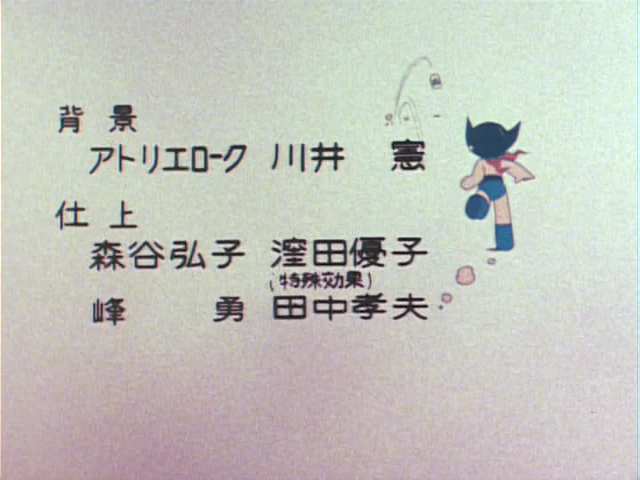 背景
アトリエローク 川井 憲
仕上
森谷弘子 窪田優子
(特殊効果)
峰 勇 田中孝夫